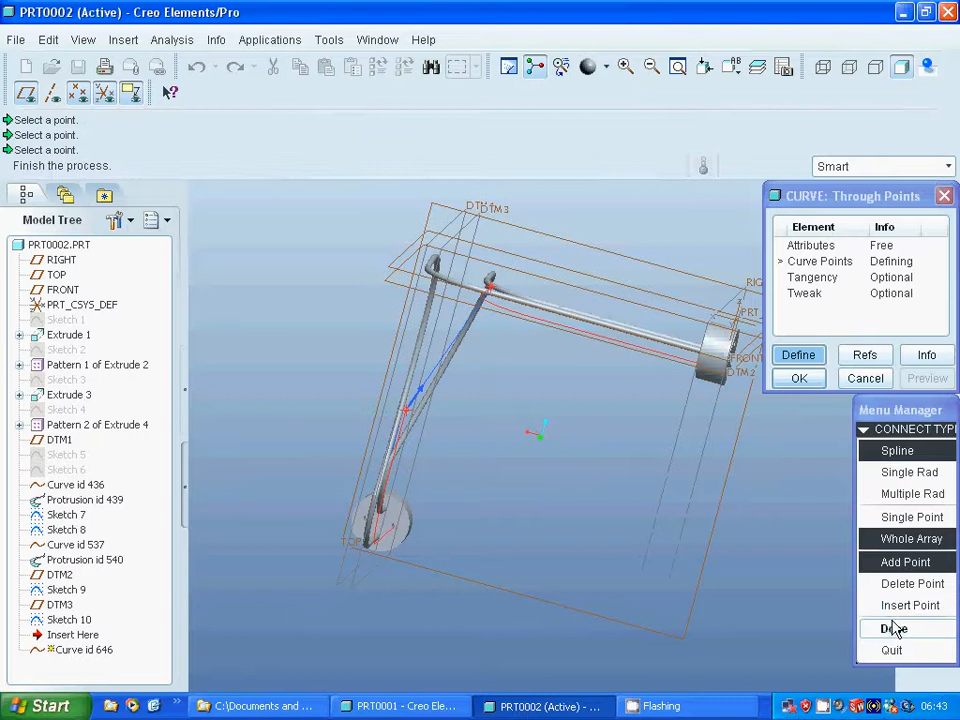 PRT0002 (Active) - Creo Elements/Pro
File Edit View Insert Analysis Info Applications Tools Window Help
Select a point.
Select a point.
Select a point.
Finish the process.
Smart
Model Tree
PRT0002.PRT
RIGHT
TOP
FRONT
PRT_CSYS_DEF
Sketch 1
Extrude 1
Sketch 2
Pattern 1 of Extrude 2
Sketch 3
Extrude 3
Sketch 4
Pattern 2 of Extrude 4
DTM1
Sketch 5
Sketch 6
Curve id 436
Protrusion id 439
Sketch 7
Sketch 8
Curve id 537
Protrusion id 540
DTM2
Sketch 9
DTM3
Sketch 10
Insert Here
*Curve id 646
DTM3
PRT
FRONT
DTM2
TOP
CURVE: Through Points
Element Info
Attributes Free
> Curve Points Defining
Tangency Optional
Tweak Optional
Define Refs Info
OK Cancel Preview
Menu Manager
CONNECT TYP
Spline
Single Rad
Multiple Rad
Single Point
Whole Array
Add Point
Delete Point
Insert Point
Done
Quit
Start
C:\Documents and ...
PRT0001 - Creo Ele...
PRT0002 (Active) - ...
Flashing
06:43